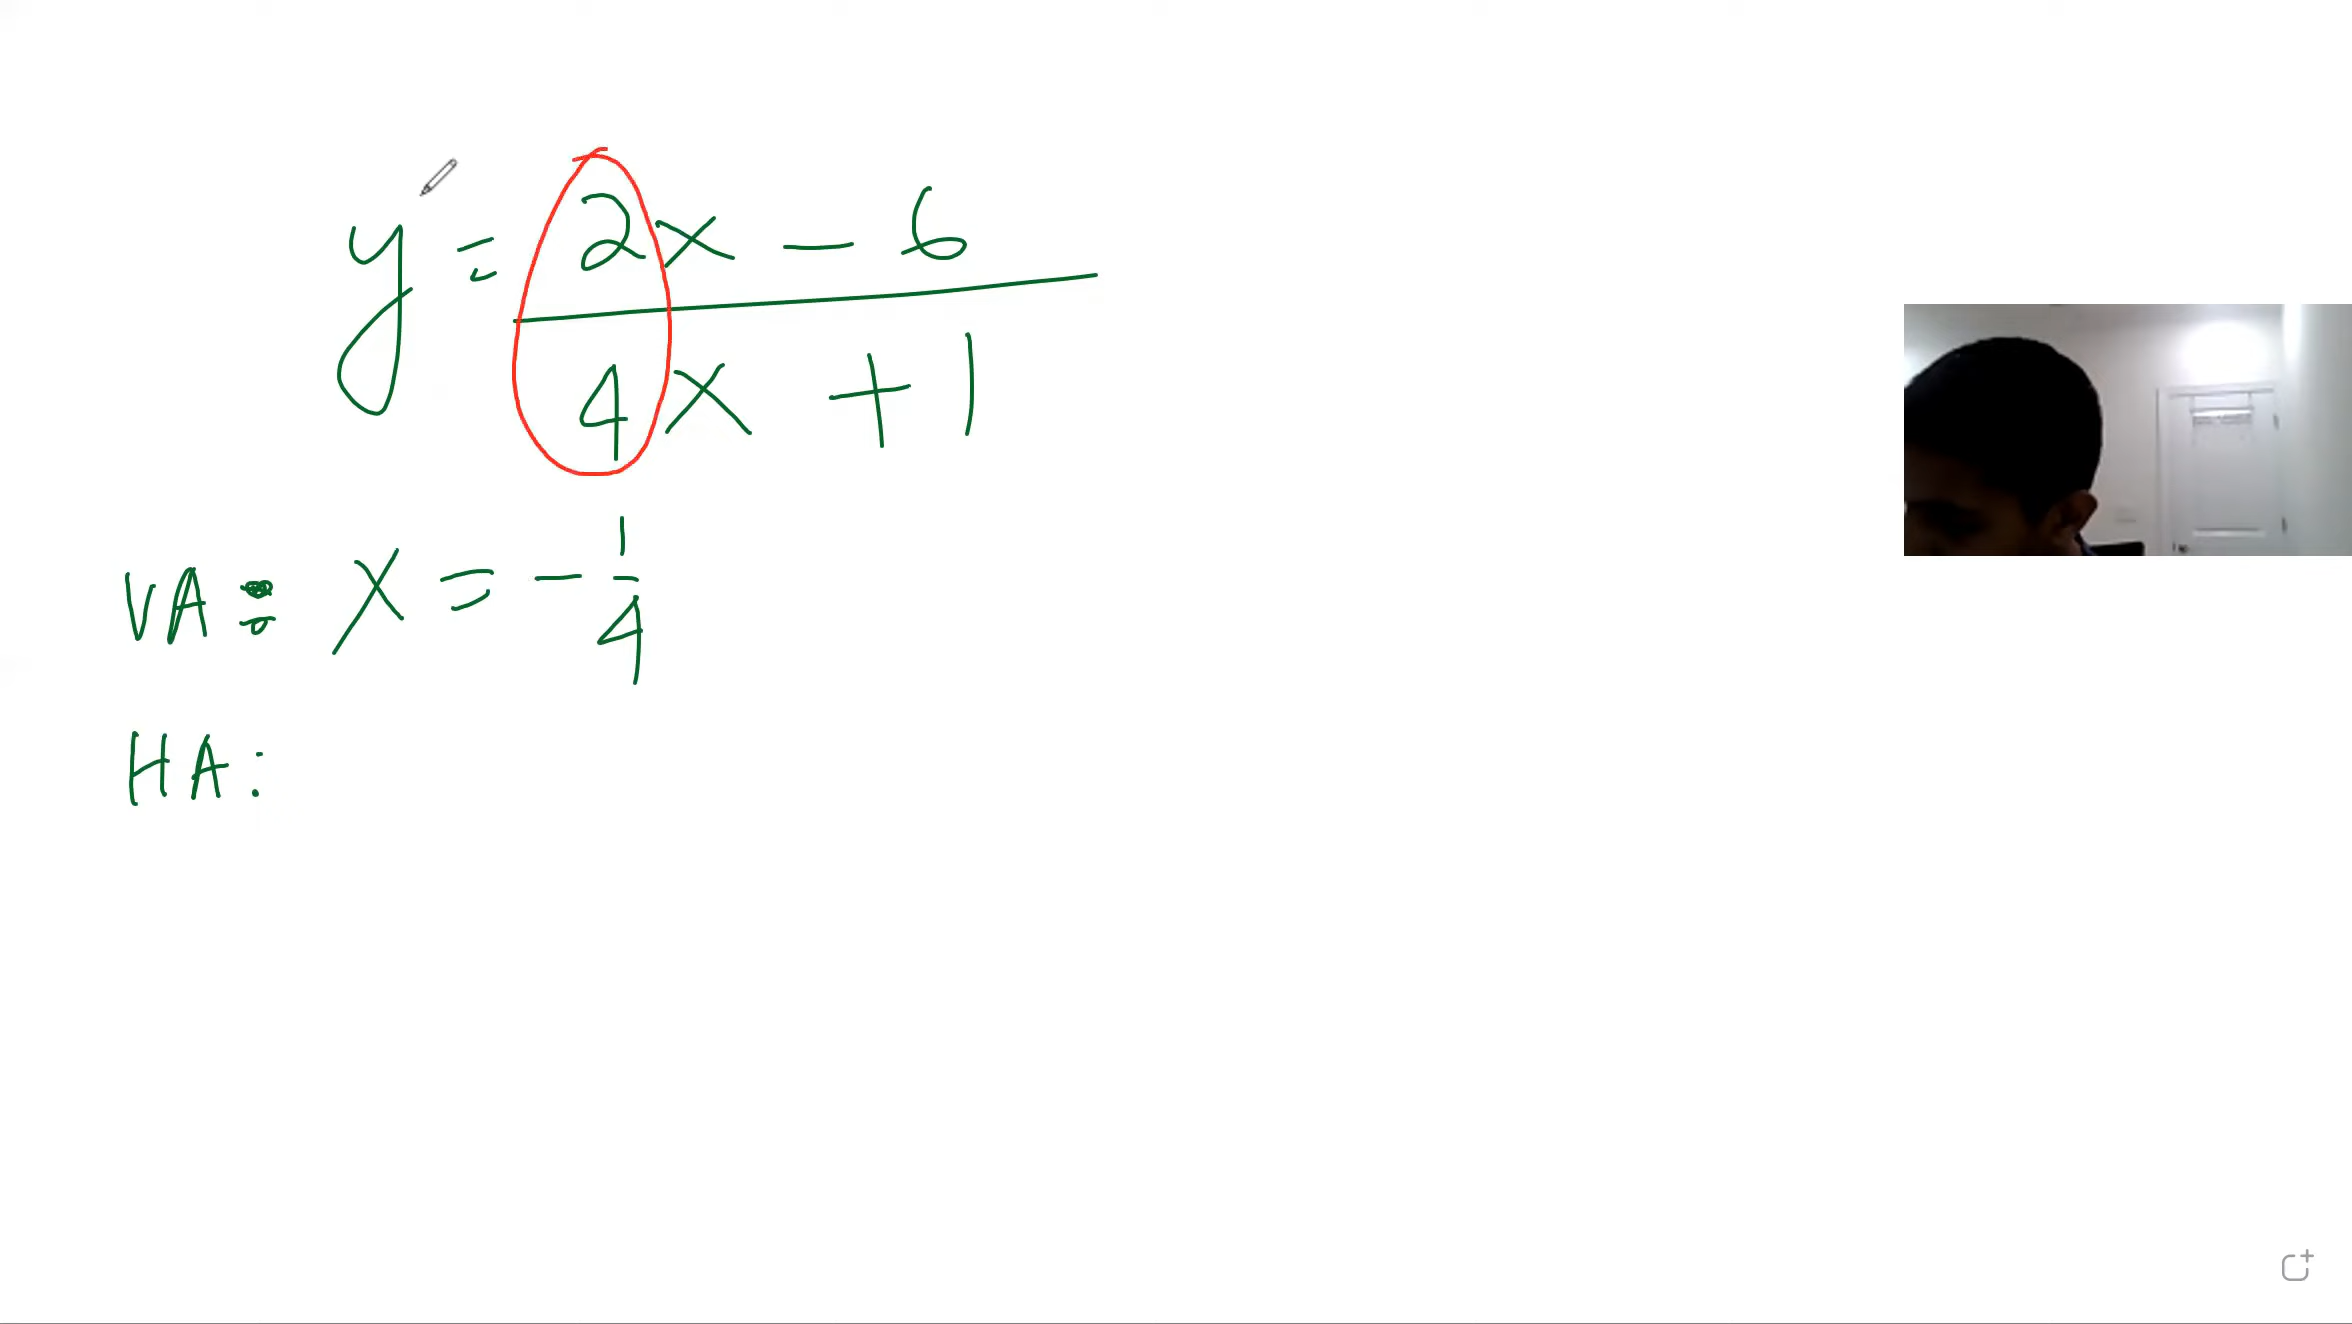 y = 2x - 6
4x + 1
VA: x = - 1/4
HA: